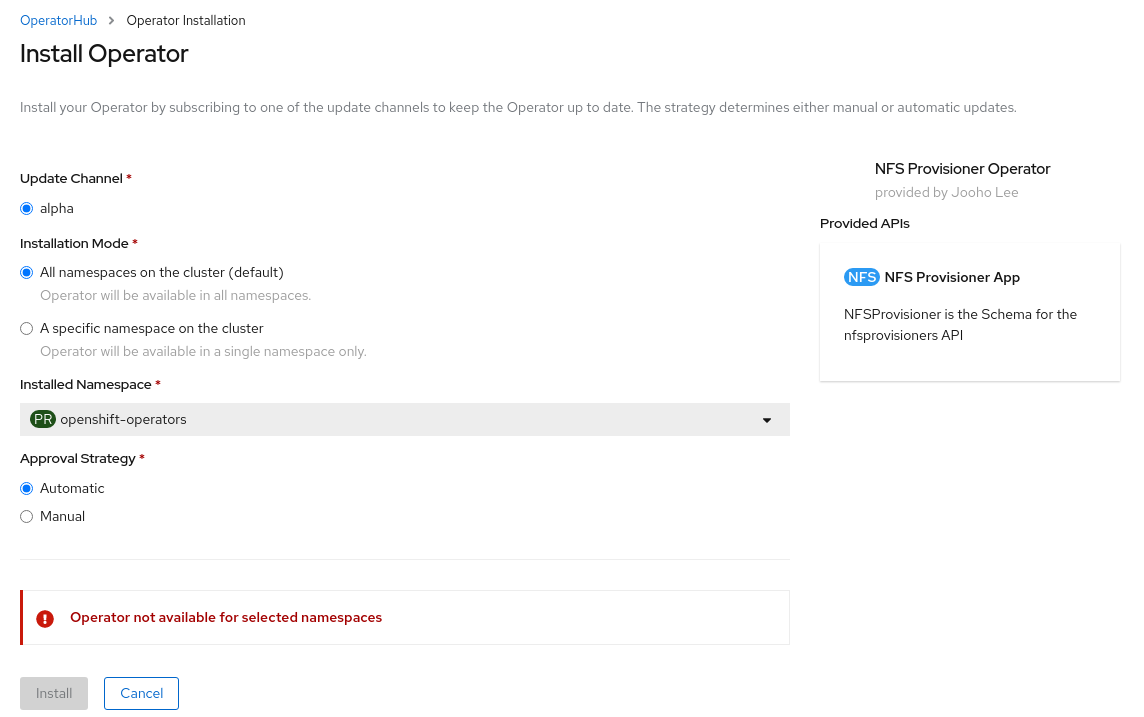 OperatorHub > Operator Installation
Install Operator
Install your Operator by subscribing to one of the update channels to keep the Operator up to date. The strategy determines either manual or automatic updates.
Update Channel *
alpha
Installation Mode *
All namespaces on the cluster (default)
Operator will be available in all namespaces.
A specific namespace on the cluster
Operator will be available in a single namespace only.
Installed Namespace *
PR openshift-operators
Approval Strategy *
Automatic
Manual
Operator not available for selected namespaces
Install Cancel
NFS Provisioner Operator
provided by Jooho Lee
Provided APIs
NFS NFS Provisioner App
NFSProvisioner is the Schema for the
nfsprovisioners API